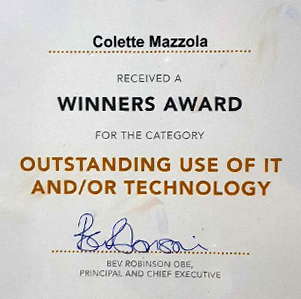 Colette Mazzola
RECEIVED A
WINNERS AWARD
FOR THE CATEGORY
OUTSTANDING USE OF IT
AND/OR TECHNOLOGY
BEV ROBINSON OBE,
PRINCIPAL AND CHIEF EXECUTIVE